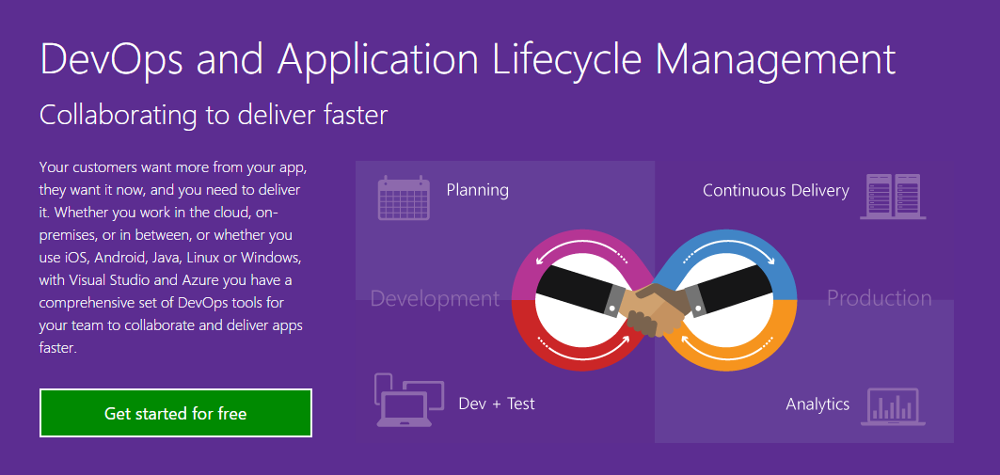 DevOps and Application Lifecycle Management
Collaborating to deliver faster
Your customers want more from your app,
they want it now, and you need to deliver
it. Whether you work in the cloud, on-
premises, or in between, or whether you
use iOS, Android, Java, Linux or Windows,
with Visual Studio and Azure you have a
comprehensive set of DevOps tools for
your team to collaborate and deliver apps
faster.
Get started for free
Planning
Continuous Delivery
Development
Production
Dev + Test
Analytics